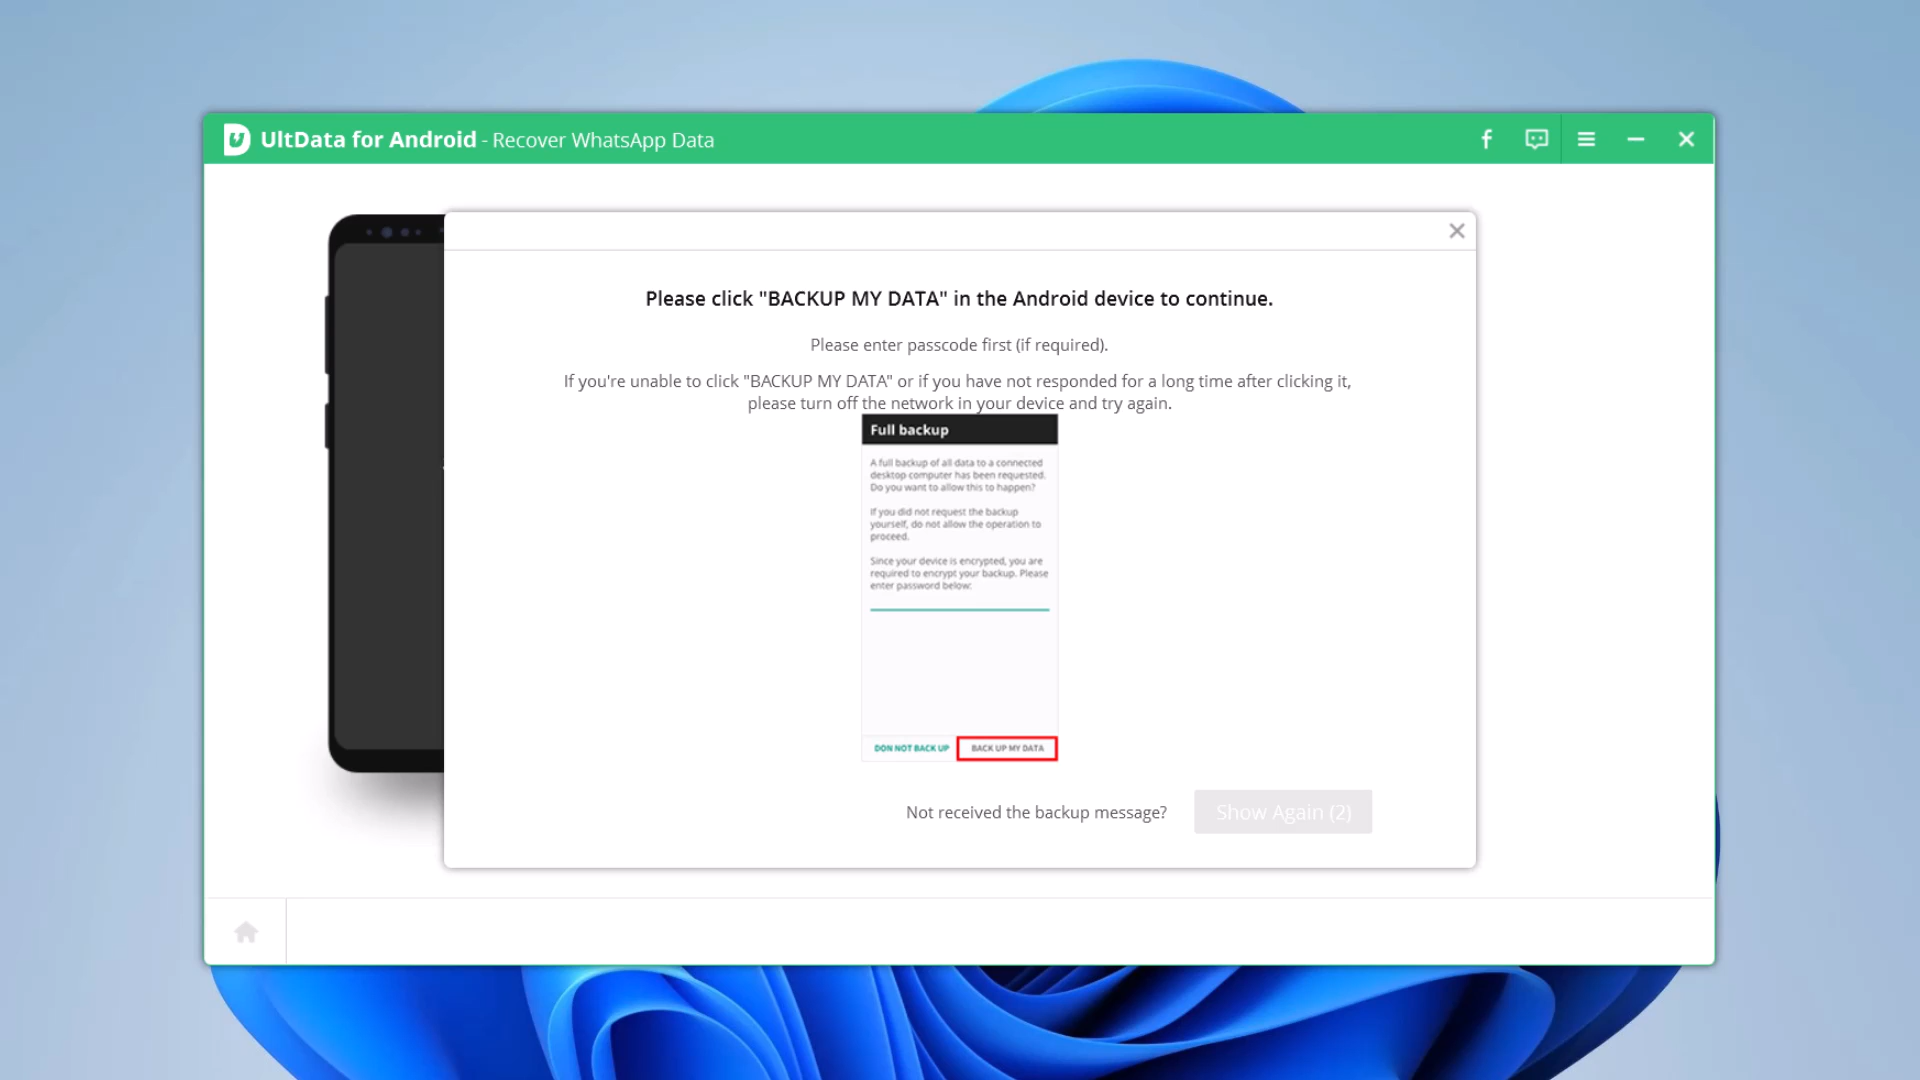 UltData for Android - Recover WhatsApp Data
Please click "BACKUP MY DATA" in the Android device to continue.
Please enter passcode first (if required).
If you're unable to click "BACKUP MY DATA" or if you have not responded for a long time after clicking it,
please turn off the network in your device and try again.
Full backup
A full backup of all data to a connected
desktop computer has been requested.
Do you want to allow this to happen?
If you did not request the backup
yourself, do not allow the operation to
proceed.
Since your device is encrypted, you are
required to encrypt your backup. Please
enter password below:
DON NOT BACK UP
BACK UP MY DATA
Not received the backup message?
Show Again (2)